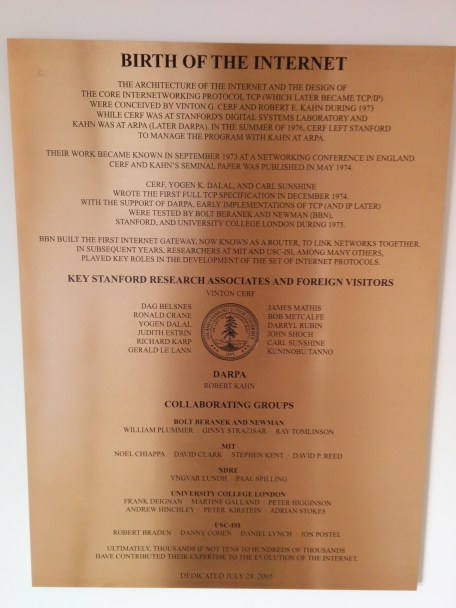 BIRTH OF THE INTERNET
THE ARCHITECTURE OF THE INTERNET AND THE DESIGN OF
THE CORE INTERNETWORKING PROTOCOL TCP (WHICH LATER BECAME TCP/IP)
WERE CONCEIVED BY VINTON G. CERF AND ROBERT E. KAHN DURING 1973
WHILE CERF WAS AT STANFORD'S DIGITAL SYSTEMS LABORATORY AND
KAHN WAS AT ARPA (LATER DARPA). IN THE SUMMER OF 1976, CERF LEFT STANFORD
TO MANAGE THE PROGRAM WITH KAHN AT ARPA.
THEIR WORK BECAME KNOWN IN SEPTEMBER 1973 AT A NETWORKING CONFERENCE IN ENGLAND.
CERF AND KAHN'S SEMINAL PAPER WAS PUBLISHED IN MAY 1974.
CERF, YOGEN K. DALAL, AND CARL SUNSHINE
WROTE THE FIRST FULL TCP SPECIFICATION IN DECEMBER 1974.
WITH THE SUPPORT OF DARPA, EARLY IMPLEMENTATIONS OF TCP (AND IP LATER)
WERE TESTED BY BOLT BERANEK AND NEWMAN (BBN),
STANFORD, AND UNIVERSITY COLLEGE LONDON DURING 1975.
BBN BUILT THE FIRST INTERNET GATEWAY, NOW KNOWN AS A ROUTER, TO LINK NETWORKS TOGETHER.
IN SUBSEQUENT YEARS, RESEARCHERS AT MIT AND USC-ISI, AMONG MANY OTHERS,
PLAYED KEY ROLES IN THE DEVELOPMENT OF THE SET OF INTERNET PROTOCOLS.
KEY STANFORD RESEARCH ASSOCIATES AND FOREIGN VISITORS
VINTON CERF
DAG BELSNES
RONALD CRANE
YOGEN DALAL
JUDITH ESTRIN
RICHARD KARP
GERALD LE LANN
JAMES MATHIS
BOB METCALFE
DARRYL RUBIN
JOHN SHOCH
CARL SUNSHINE
KUNINOBU TANNO
DARPA
ROBERT KAHN
COLLABORATING GROUPS
BOLT BERANEK AND NEWMAN
WILLIAM PLUMMER · GINNY STRAZISAR · RAY TOMLINSON
MIT
NOEL CHIAPPA · DAVID CLARK · STEPHEN KENT · DAVID P. REED
NDRE
YNGVAR LUNDH · PAAL SPILLING
UNIVERSITY COLLEGE LONDON
FRANK DEIGNAN · MARTINE GALLAND · PETER HIGGINSON
ANDREW HINCHLEY · PETER KIRSTEIN · ADRIAN STOKES
USC-ISI
ROBERT BRADEN · DANNY COHEN · DANIEL LYNCH · JON POSTEL
ULTIMATELY, THOUSANDS IF NOT TENS TO HUNDREDS OF THOUSANDS
HAVE CONTRIBUTED THEIR EXPERTISE TO THE EVOLUTION OF THE INTERNET.
DEDICATED JULY 28, 2005